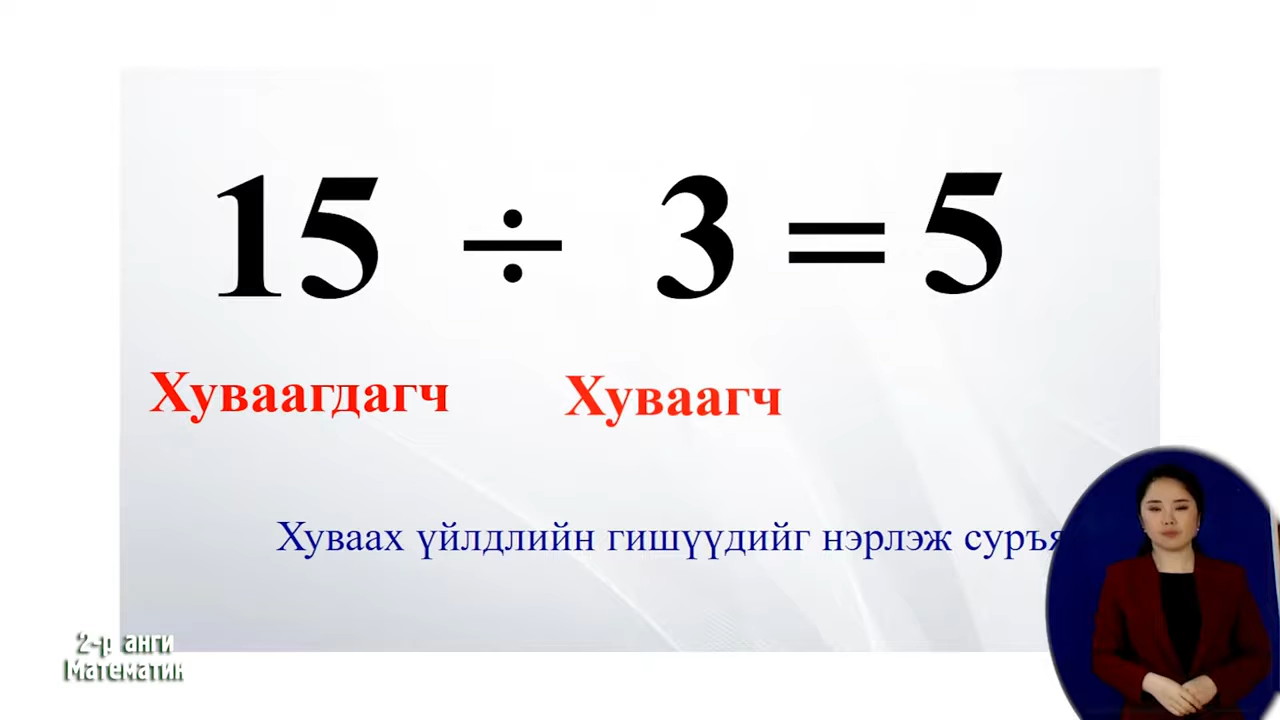 15 ÷ 3 = 5
Хуваагдагч Хуваагч
Хуваах үйлдлийн гишүүдийг нэрлэж суръя
2-р анги
Математик